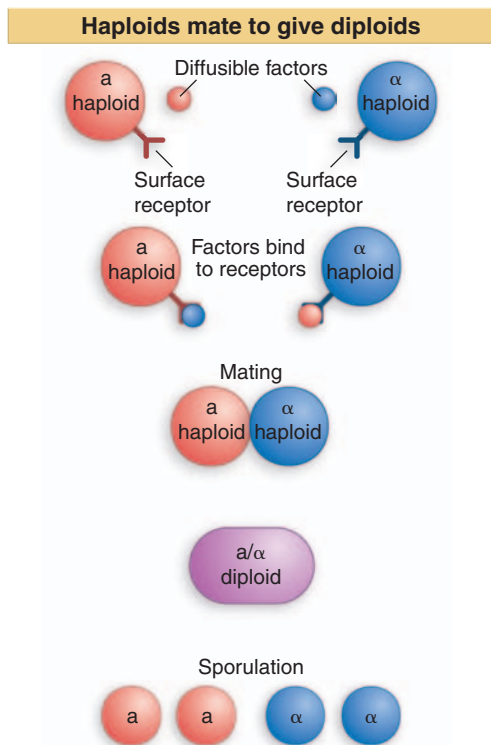 Haploids mate to give diploids
Diffusible factors
a
haploid
α
haploid
Surface
receptor
Surface
receptor
a
haploid
Factors bind
to receptors
α
haploid
Mating
a
haploid
α
haploid
a/α
diploid
Sporulation
a a α α